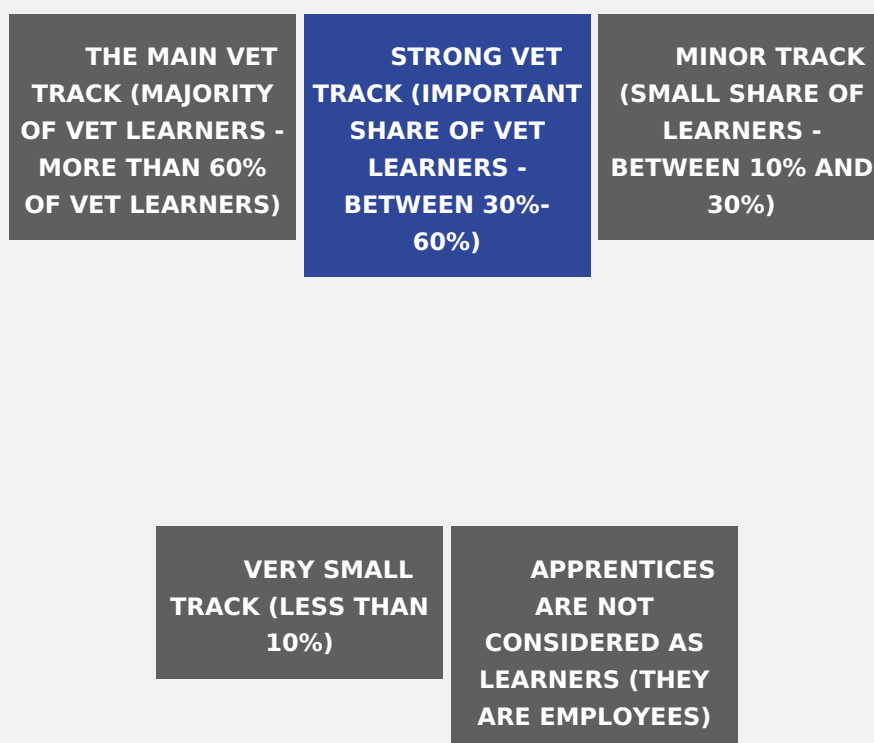 THE MAIN VET
TRACK (MAJORITY
OF VET LEARNERS -
MORE THAN 60%
OF VET LEARNERS)
STRONG VET
TRACK (IMPORTANT
SHARE OF VET
LEARNERS -
BETWEEN 30%-
60%)
MINOR TRACK
(SMALL SHARE OF
LEARNERS -
BETWEEN 10% AND
30%)
VERY SMALL
TRACK (LESS THAN
10%)
APPRENTICES
ARE NOT
CONSIDERED AS
LEARNERS (THEY
ARE EMPLOYEES)